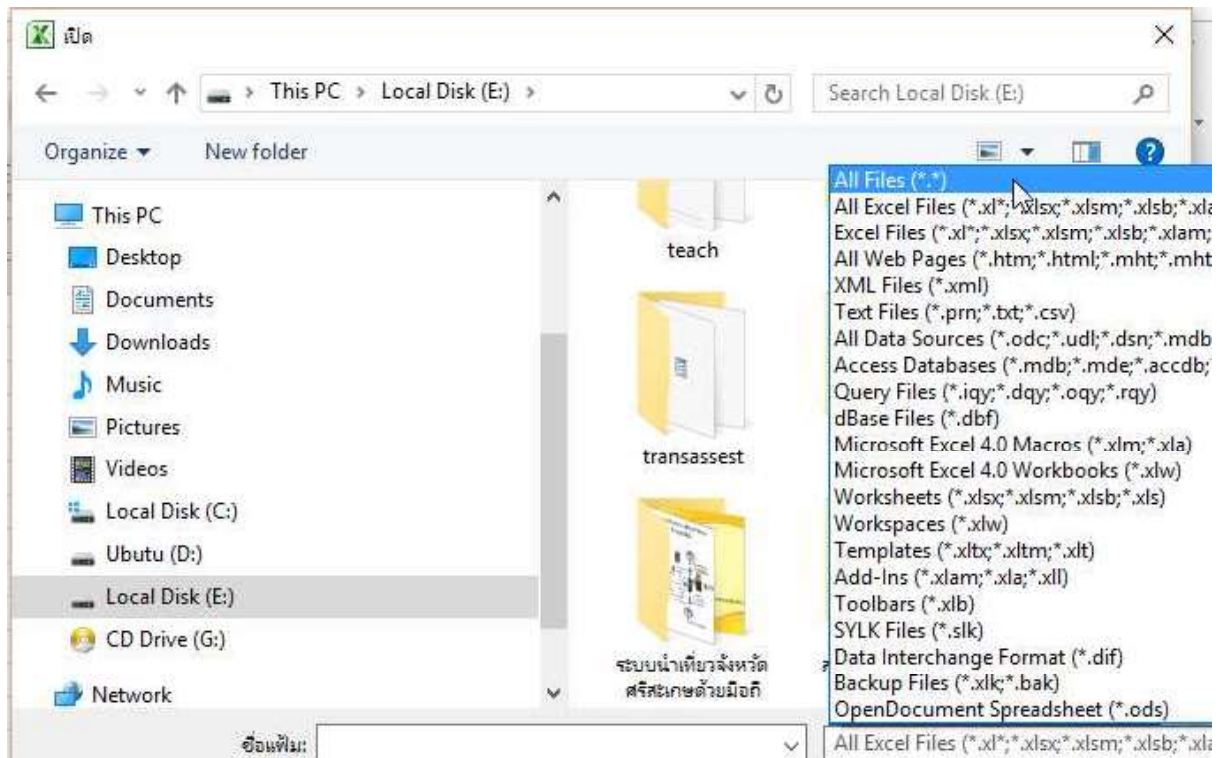 เปิด
This PC > Local Disk (E:) >
Search Local Disk (E:)
Organize
New folder
This PC
Desktop
Documents
Downloads
Music
Pictures
Videos
Local Disk (C:)
Ubutu (D:)
Local Disk (E:)
CD Drive (G:)
Network
teach
transassest
ระบบนำเที่ยวจังหวัด
ศรีสะเกษด้วยมือถื
All Files (*.*)
All Excel Files (*.xl*;*.xlsx;*.xlsm;*.xlsb;*.xla
Excel Files (*.xl*;*.xlsx;*.xlsm;*.xlsb;*.xlam;
All Web Pages (*.htm;*.html;*.mht;*.mht
XML Files (*.xml)
Text Files (*.prn;*.txt;*.csv)
All Data Sources (*.odc;*.udl;*.dsn;*.mdb
Access Databases (*.mdb;*.mde;*.accdb;
Query Files (*.iqy;*.dqy;*.oqy;*.rqy)
dBase Files (*.dbf)
Microsoft Excel 4.0 Macros (*.xlm;*.xla)
Microsoft Excel 4.0 Workbooks (*.xlw)
Worksheets (*.xlsx;*.xlsm;*.xlsb;*.xls)
Workspaces (*.xlw)
Templates (*.xltx;*.xltm;*.xlt)
Add-Ins (*.xlam;*.xla;*.xll)
Toolbars (*.xlb)
SYLK Files (*.slk)
Data Interchange Format (*.dif)
Backup Files (*.xlk;*.bak)
OpenDocument Spreadsheet (*.ods)
ชื่อแฟ้ม:
All Excel Files (*.xl*;*.xlsx;*.xlsm;*.xlsb;*.xla